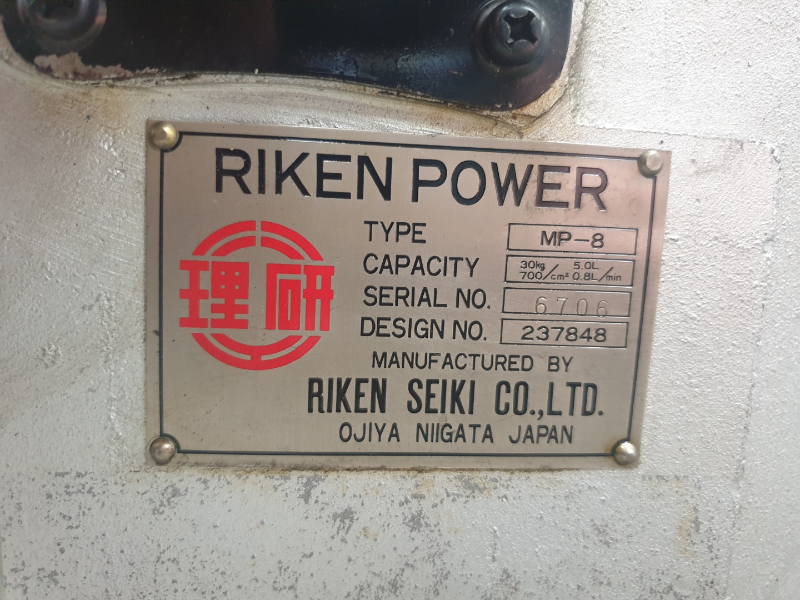 RIKEN POWER
理研
TYPE MP-8
CAPACITY 30kg/700/cm² 5.0L/0.8L/min
SERIAL NO. 6706
DESIGN NO. 237848
MANUFACTURED BY
RIKEN SEIKI CO.,LTD.
OJIYA NIIGATA JAPAN